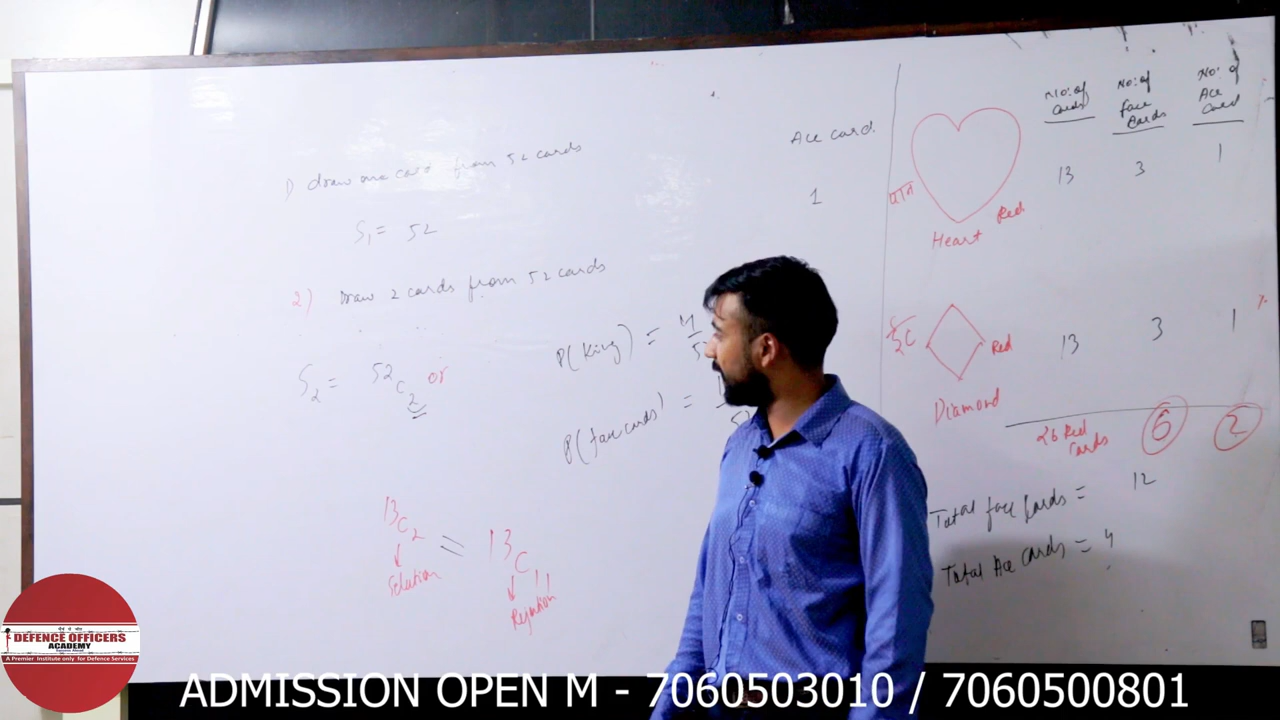 1) Draw one card from 52 cards
S₁ = 52
2) Draw 2 cards from 52 cards
S₂ = 52C₂ or
P(King) = 4
P(face cards) =
13C₂ = 13C11
Selection
Rejection
Ace card
1
No: of Cards
No: of Face Cards
No: of Ace Card
Red
Heart
13 3 1
Red
Diamond
13 3 1
26 Red Cards 6 2
Total face cards = 12
Total Ace cards = 4
DEFENCE OFFICERS
ACADEMY
A Premier Institute only for Defence Services
ADMISSION OPEN M - 7060503010 / 7060500801